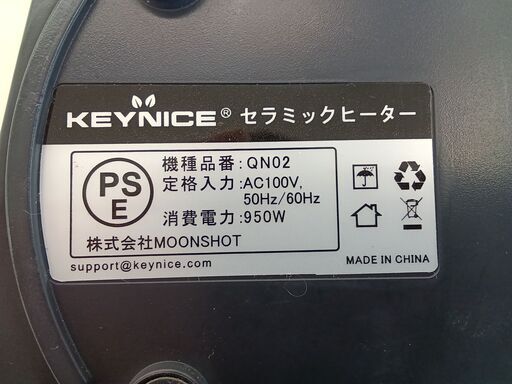 KEYNICE® セラミックヒーター
PS
E
機種品番:QN02
定格入力:AC100V,
50Hz/60Hz
消費電力:950W
株式会社MOONSHOT
support@keynice.com
MADE IN CHINA